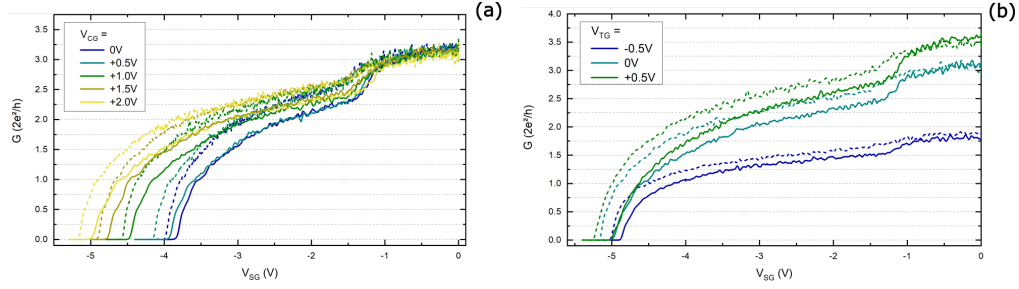 (a)
G (2e²/h)
3.5
3.0
2.5
2.0
1.5
1.0
0.5
0.0
V_CG =
0V
+0.5V
+1.0V
+1.5V
+2.0V
-5 -4 -3 -2 -1 0
V_SG (V)
(b)
G (2e²/h)
4.0
3.5
3.0
2.5
2.0
1.5
1.0
0.5
0.0
V_TG =
-0.5V
0V
+0.5V
-5 -4 -3 -2 -1 0
V_SG (V)